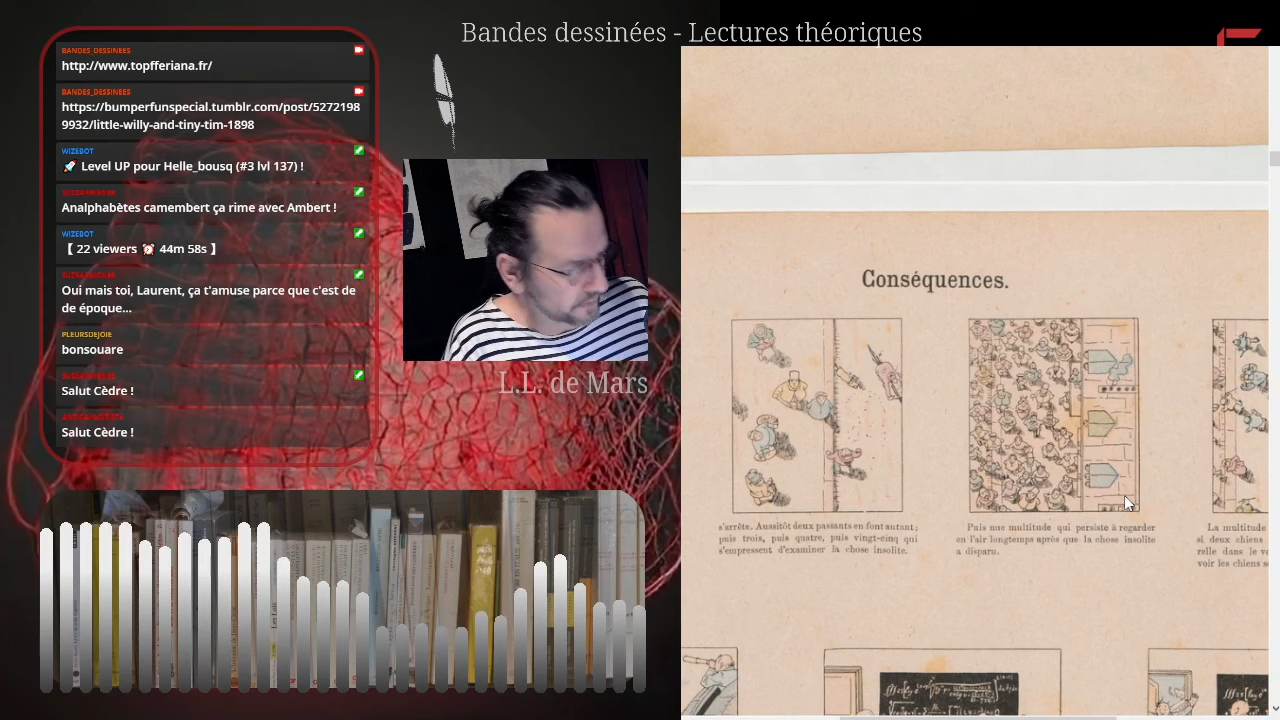 Bandes dessinées - Lectures théoriques
BANDES_DESSINEES
http://www.topfferiana.fr/
BANDES_DESSINEES
https://bumperfunspecial.tumblr.com/post/5272198
9932/little-willy-and-tiny-tim-1898
WIZEBOT
🚀 Level UP pour Helle_bousq (#3 lvl 137) !
Analphabètes camembert ça rime avec Ambert !
WIZEBOT
【 22 viewers ⏰ 44m 58s 】
Oui mais toi, Laurent, ça t'amuse parce que c'est de
de époque...
PLEURSDEJOIE
bonsouare
Salut Cèdre !
Salut Cèdre !
L.L. de Mars
Conséquences.
s'arrête. Aussitôt deux passants en font autant;
puis trois, puis quatre, puis vingt-cinq qui
s'empressent d'examiner la chose insolite.
Puis une multitude qui persiste à regarder
en l'air longtemps après que la chose insolite
a disparu.
La multitude
si deux chiens
relle dans le vo
voir les chiens s